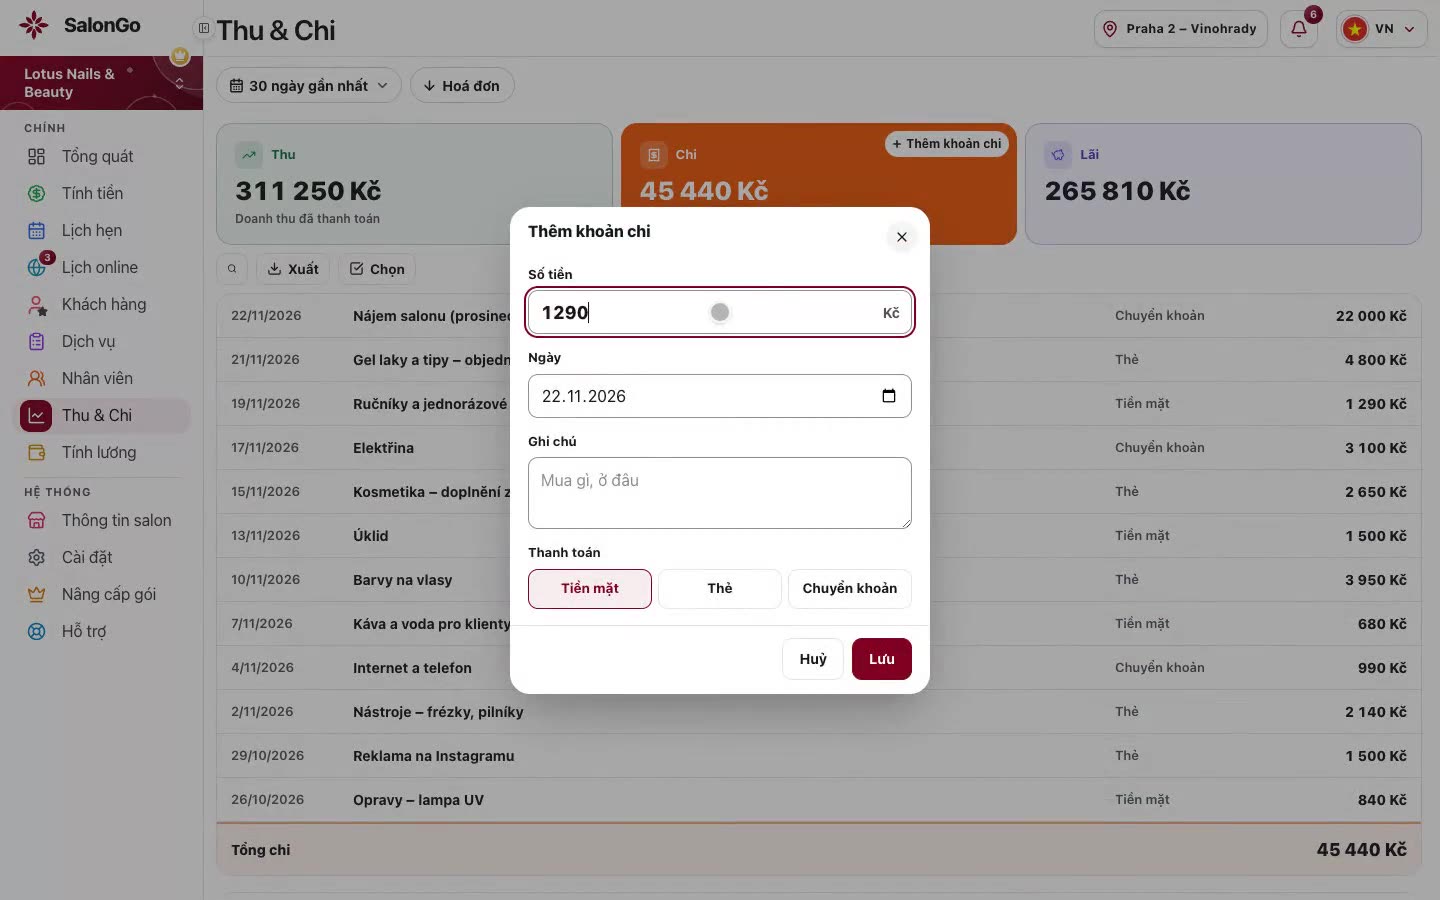 SalonGo
Thu & Chi
Praha 2 – Vinohrady
6
VN
Lotus Nails &
Beauty
30 ngày gần nhất
Hoá đơn
CHÍNH
Tổng quát
Tính tiền
Lịch hẹn
3
Lịch online
Khách hàng
Dịch vụ
Nhân viên
Thu & Chi
Tính lương
HỆ THỐNG
Thông tin salon
Cài đặt
Nâng cấp gói
Hỗ trợ
Thu
311 250 Kč
Doanh thu đã thanh toán
Chi
+ Thêm khoản chi
45 440 Kč
Lãi
265 810 Kč
Xuất
Chọn
22/11/2026 Nájem salonu (prosinec Chuyển khoản 22 000 Kč
21/11/2026 Gel laky a tipy – objedn Thẻ 4 800 Kč
19/11/2026 Ručníky a jednorázové Tiền mặt 1 290 Kč
17/11/2026 Elektřina Chuyển khoản 3 100 Kč
15/11/2026 Kosmetika – doplnění z Thẻ 2 650 Kč
13/11/2026 Úklid Tiền mặt 1 500 Kč
10/11/2026 Barvy na vlasy Thẻ 3 950 Kč
7/11/2026 Káva a voda pro klienty Tiền mặt 680 Kč
4/11/2026 Internet a telefon Chuyển khoản 990 Kč
2/11/2026 Nástroje – frézky, pilníky Thẻ 2 140 Kč
29/10/2026 Reklama na Instagramu Thẻ 1 500 Kč
26/10/2026 Opravy – lampa UV Tiền mặt 840 Kč
Tổng chi 45 440 Kč
Thêm khoản chi
Số tiền
1290 Kč
Ngày
22.11.2026
Ghi chú
Mua gì, ở đâu
Thanh toán
Tiền mặt
Thẻ
Chuyển khoản
Huỷ
Lưu